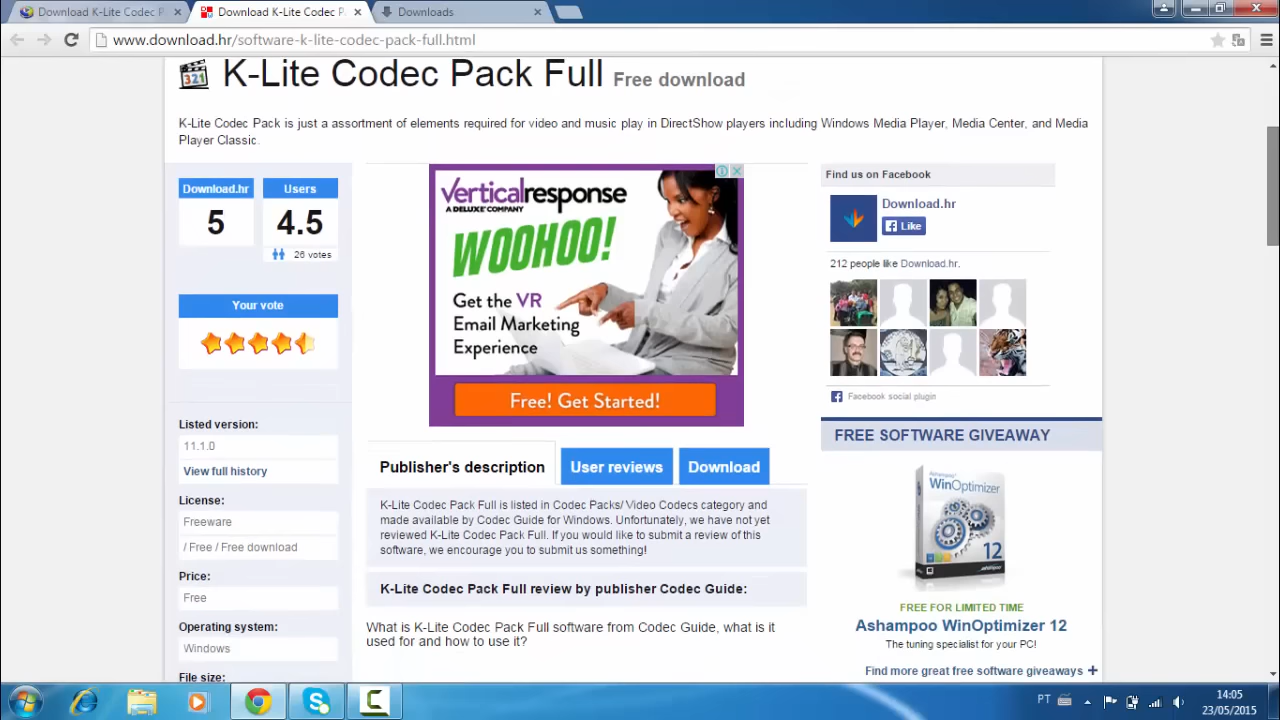 Download K-Lite Codec P
Download K-Lite Codec P
Downloads
www.download.hr/software-k-lite-codec-pack-full.html
321
K-Lite Codec Pack Full Free download
K-Lite Codec Pack is just a assortment of elements required for video and music play in DirectShow players including Windows Media Player, Media Center, and Media
Player Classic.
Download.hr
5
Users
4.5
26 votes
Your vote
Listed version:
11.1.0
View full history
License:
Freeware
/ Free / Free download
Price:
Free
Operating system:
Windows
File size:
verticalresponse
A DELUXE COMPANY
WOOHOO!
Get the VR
Email Marketing
Experience
Free! Get Started!
Publisher's description
User reviews
Download
K-Lite Codec Pack Full is listed in Codec Packs/ Video Codecs category and
made available by Codec Guide for Windows. Unfortunately, we have not yet
reviewed K-Lite Codec Pack Full. If you would like to submit a review of this
software, we encourage you to submit us something!
K-Lite Codec Pack Full review by publisher Codec Guide:
What is K-Lite Codec Pack Full software from Codec Guide, what is it
used for and how to use it?
Find us on Facebook
Download.hr
Like
212 people like Download.hr.
Facebook social plugin
FREE SOFTWARE GIVEAWAY
Ashampoo
WinOptimizer
12
Ashampoo
FREE FOR LIMITED TIME
Ashampoo WinOptimizer 12
The tuning specialist for your PC!
Find more great free software giveaways +
PT
14:05
23/05/2015